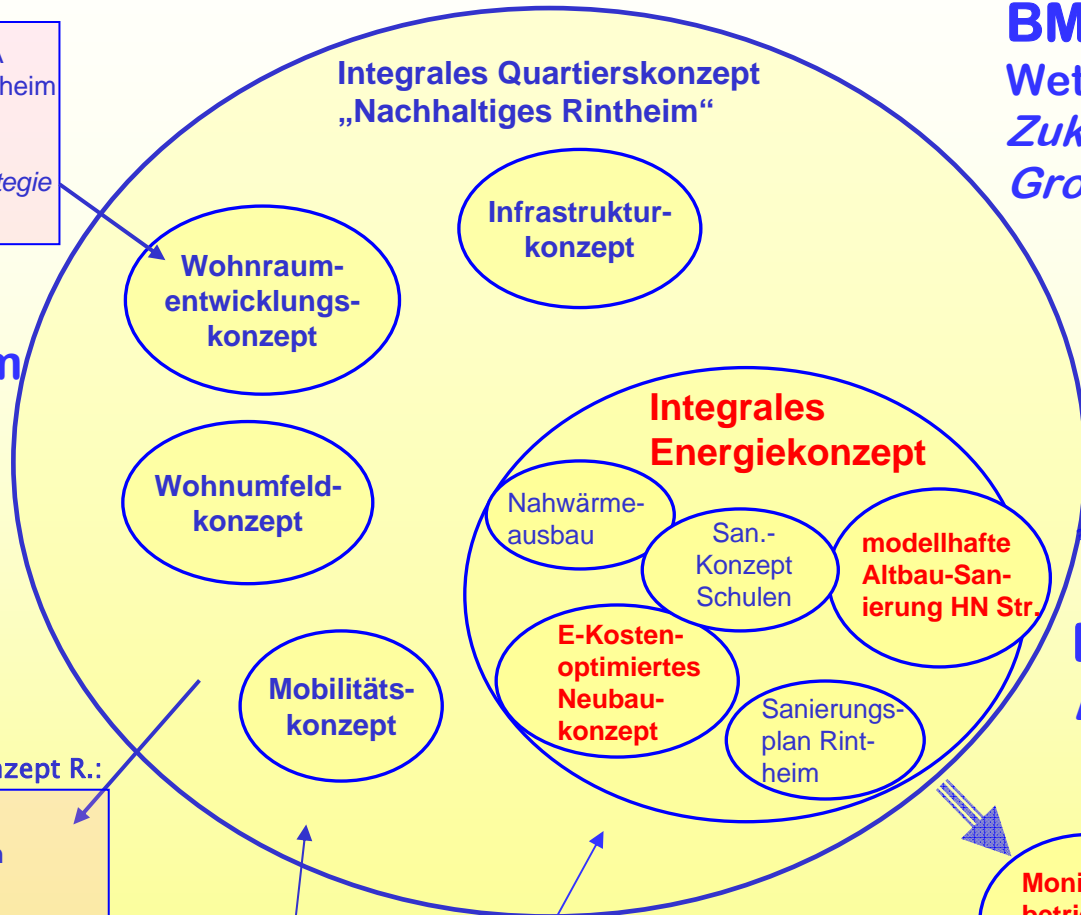 Integrales Quartierskonzept
„Nachhaltiges Rintheim“
Infrastruktur-
konzept
Wohnraum-
entwicklungs-
konzept
Wohnumfeld-
konzept
Mobilitäts-
konzept
Integrales
Energiekonzept
Nahwärme-
ausbau
San.-
Konzept
Schulen
modellhafte
Altbau-San-
ierung HN Str.
E-Kosten-
optimiertes
Neubau-
konzept
Sanierungs-
plan Rint-
heim
heim
tegie
nzept R.:
BM
Wet
Zuk
Gro
Moni